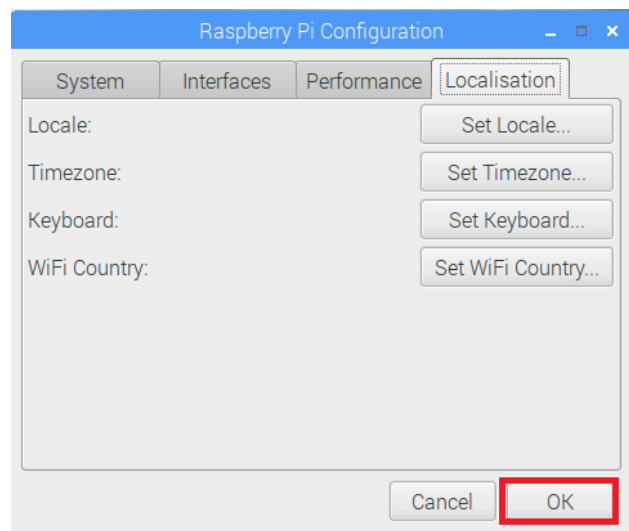 Raspberry Pi Configuration
System Interfaces Performance Localisation
Locale: Set Locale...
Timezone: Set Timezone...
Keyboard: Set Keyboard...
WiFi Country: Set WiFi Country...
Cancel OK